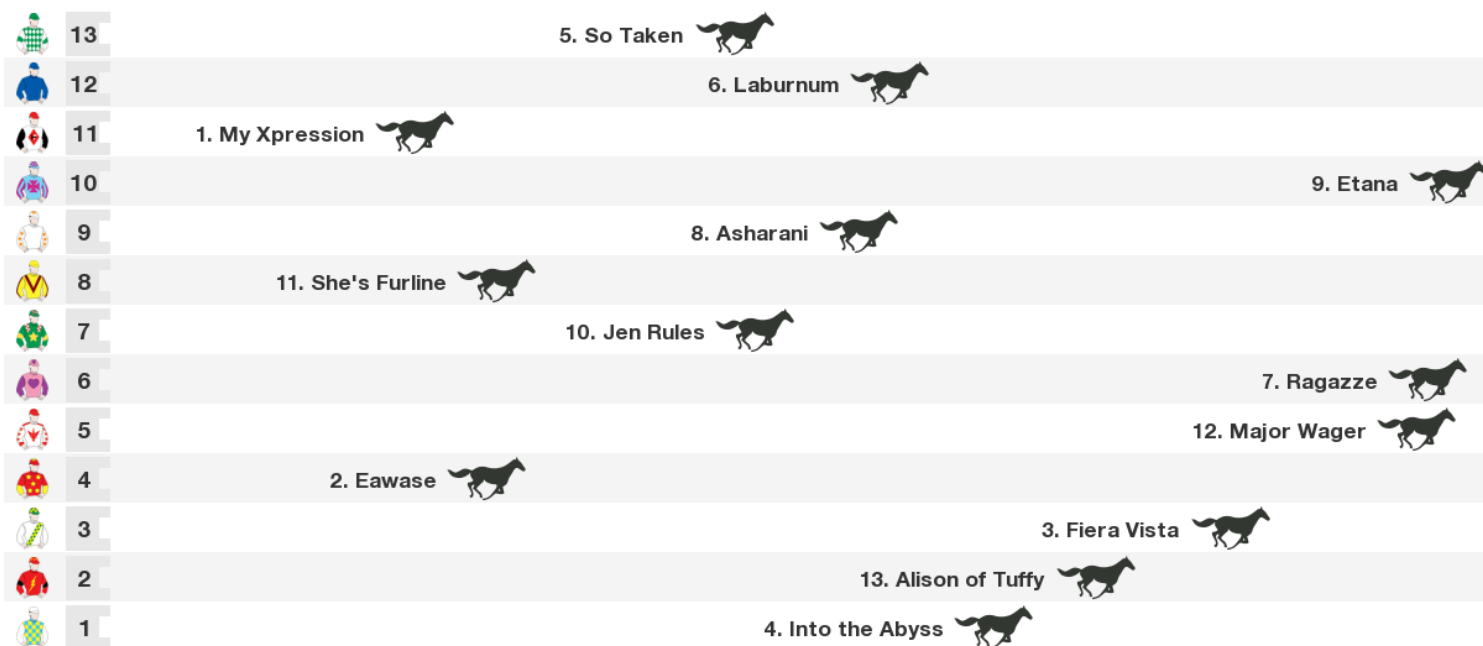 13 5. So Taken
12 6. Laburnum
11 1. My Xpression
10 9. Etana
9 8. Asharani
8 11. She's Furline
7 10. Jen Rules
6 7. Ragazze
5 12. Major Wager
4 2. Eawase
3 3. Fiera Vista
2 13. Alison of Tuffy
1 4. Into the Abyss